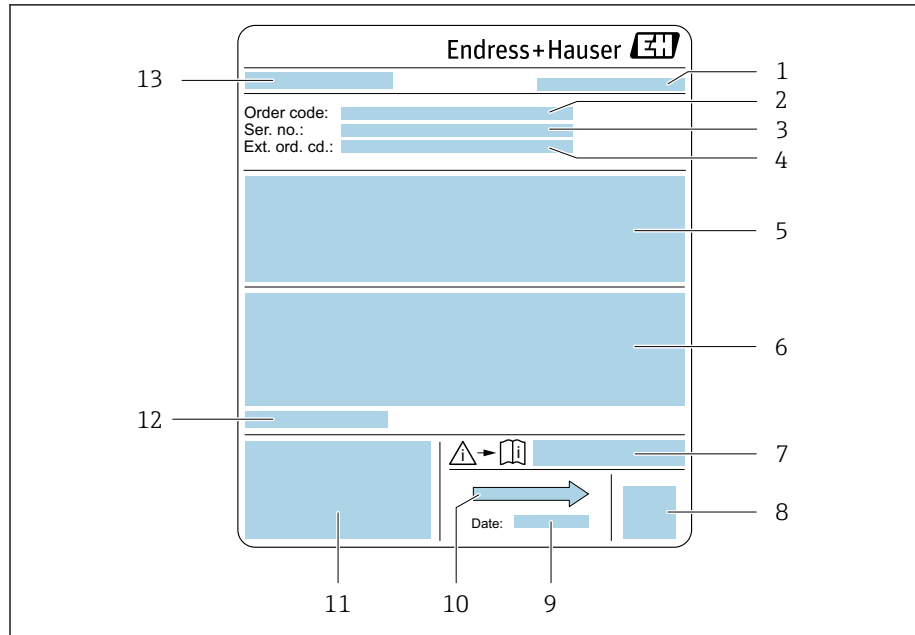 Endress+Hauser EH
13
1
Order code:
2
Ser. no.:
3
Ext. ord. cd.:
4
5
6
12
i
i
7
8
Date:
11
10
9